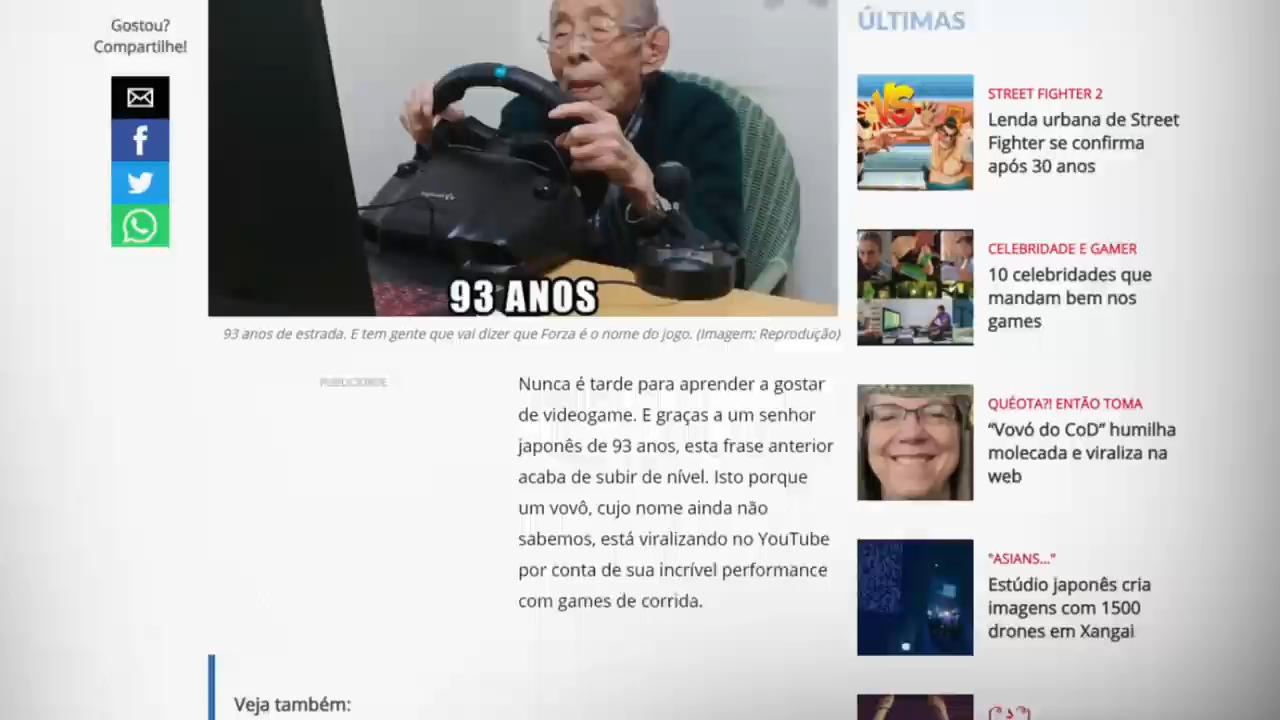 Gostou?
Compartilhe!
93 ANOS
93 anos de estrada. E tem gente que vai dizer que Forza é o nome do jogo. (Imagem: Reprodução)
PUBLICIDADE
Nunca é tarde para aprender a gostar
de videogame. E graças a um senhor
japonês de 93 anos, esta frase anterior
acaba de subir de nível. Isto porque
um vovô, cujo nome ainda não
sabemos, está viralizando no YouTube
por conta de sua incrível performance
com games de corrida.
Veja também:
ÚLTIMAS
VS
STREET FIGHTER 2
Lenda urbana de Street
Fighter se confirma
após 30 anos
CELEBRIDADE E GAMER
10 celebridades que
mandam bem nos
games
QUÉOTA?! ENTÃO TOMA
“Vovó do CoD” humilha
molecada e viraliza na
web
"ASIANS..."
Estúdio japonês cria
imagens com 1500
drones em Xangai